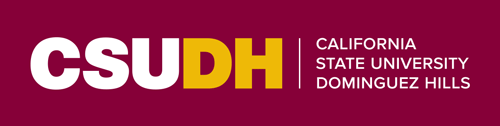 CSUDH
CALIFORNIA
STATE UNIVERSITY
DOMINGUEZ HILLS